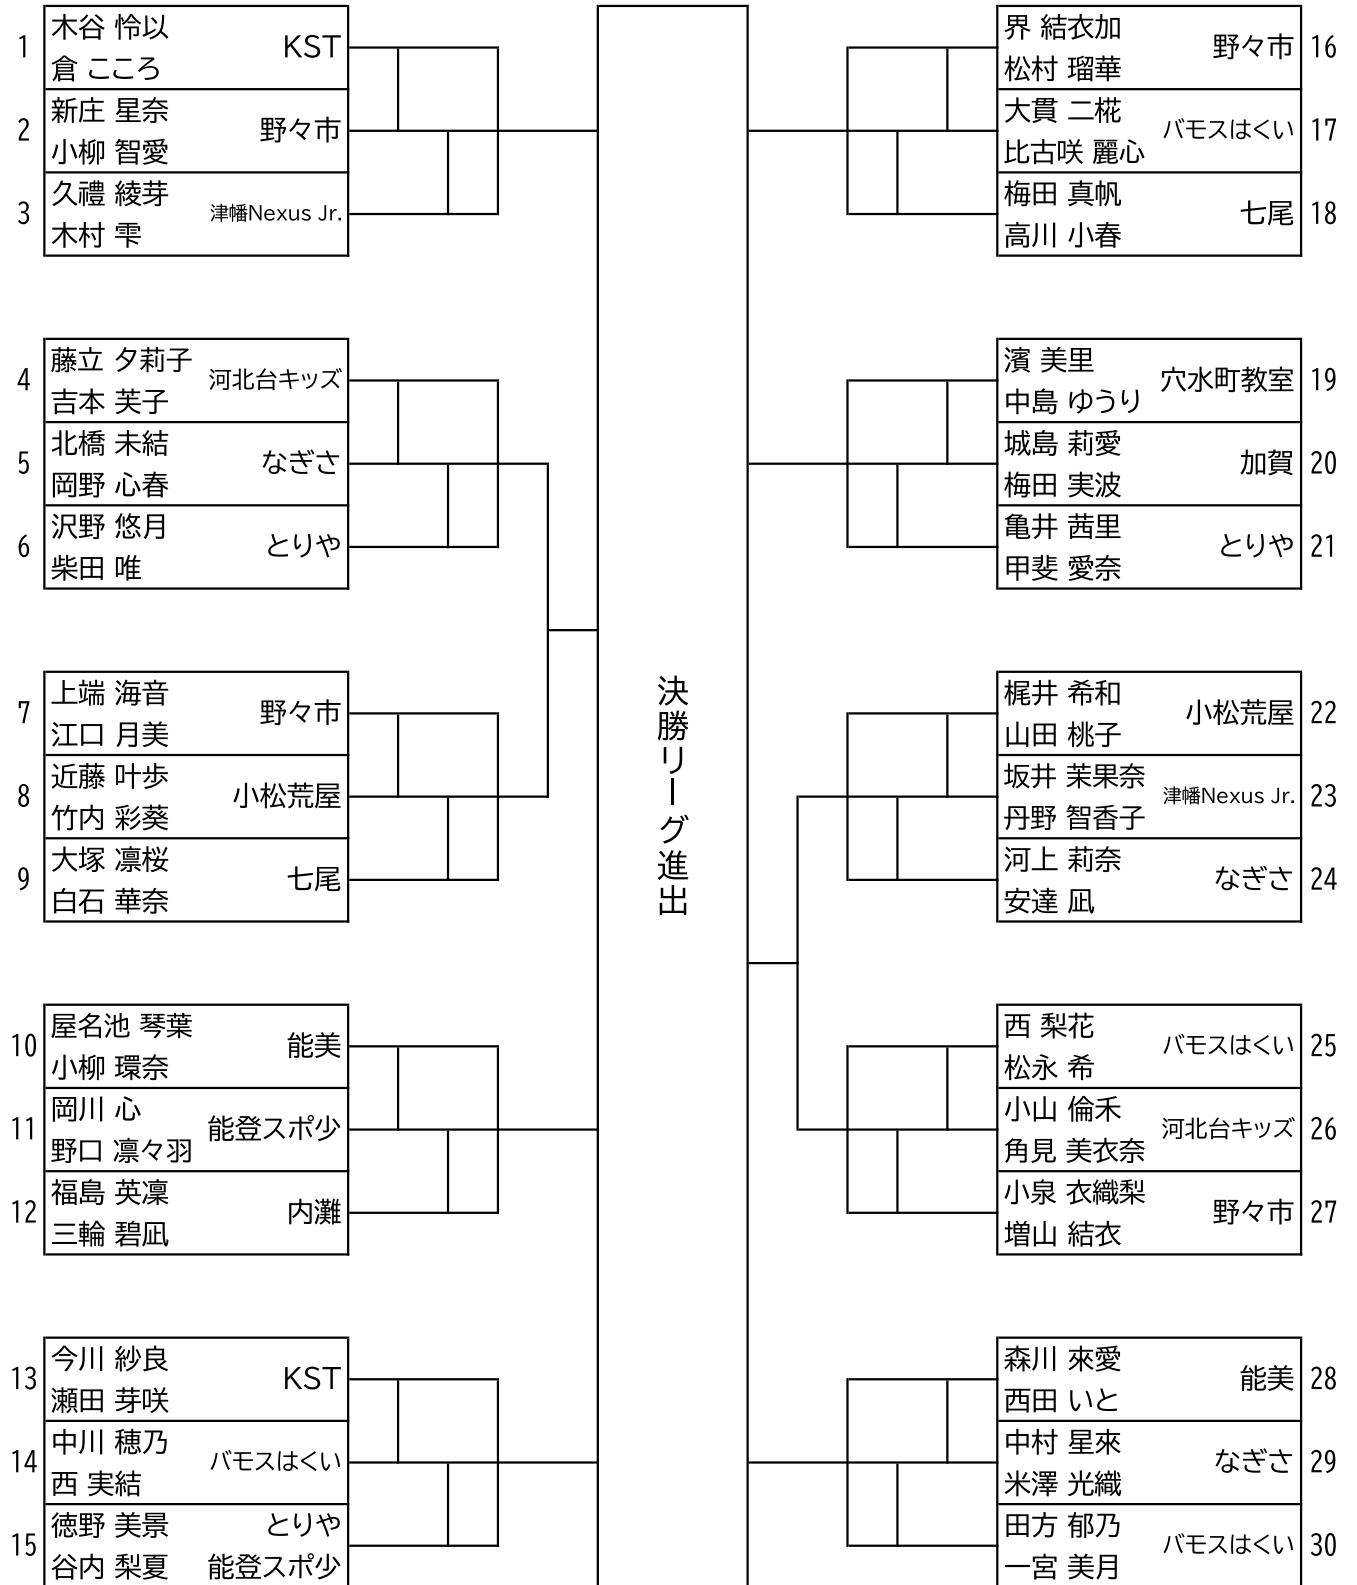 1
木谷 怜以
倉 こころ
KST
2
新庄 星奈
小柳 智愛
野々市
3
久禮 綾芽
木村 雫
津幡Nexus Jr.
4
藤立 夕莉子
吉本 芙子
河北台キッズ
5
北橋 未結
岡野 心春
なぎさ
6
沢野 悠月
柴田 唯
とりや
7
上端 海音
江口 月美
野々市
8
近藤 叶歩
竹内 彩葵
小松荒屋
9
大塚 凛桜
白石 華奈
七尾
10
屋名池 琴葉
小柳 環奈
能美
11
岡川 心
野口 凛々羽
能登スポ少
12
福島 英凜
三輪 碧凪
内灘
13
今川 紗良
瀬田 芽咲
KST
14
中川 穂乃
西 実結
バモスはくい
15
徳野 美景
とりや
谷内 梨夏
能登スポ少
決勝リーグ進出
界 結衣加
松村 瑠華
野々市
16
大貫 二椛
比古咲 麗心
バモスはくい
17
梅田 真帆
高川 小春
七尾
18
濱 美里
中島 ゆうり
穴水町教室
19
城島 莉愛
梅田 実波
加賀
20
亀井 茜里
甲斐 愛奈
とりや
21
梶井 希和
山田 桃子
小松荒屋
22
坂井 茉果奈
丹野 智香子
津幡Nexus Jr.
23
河上 莉奈
安達 凪
なぎさ
24
西 梨花
松永 希
バモスはくい
25
小山 倫禾
角見 美衣奈
河北台キッズ
26
小泉 衣織梨
増山 結衣
野々市
27
森川 來愛
西田 いと
能美
28
中村 星來
米澤 光織
なぎさ
29
田方 郁乃
一宮 美月
バモスはくい
30